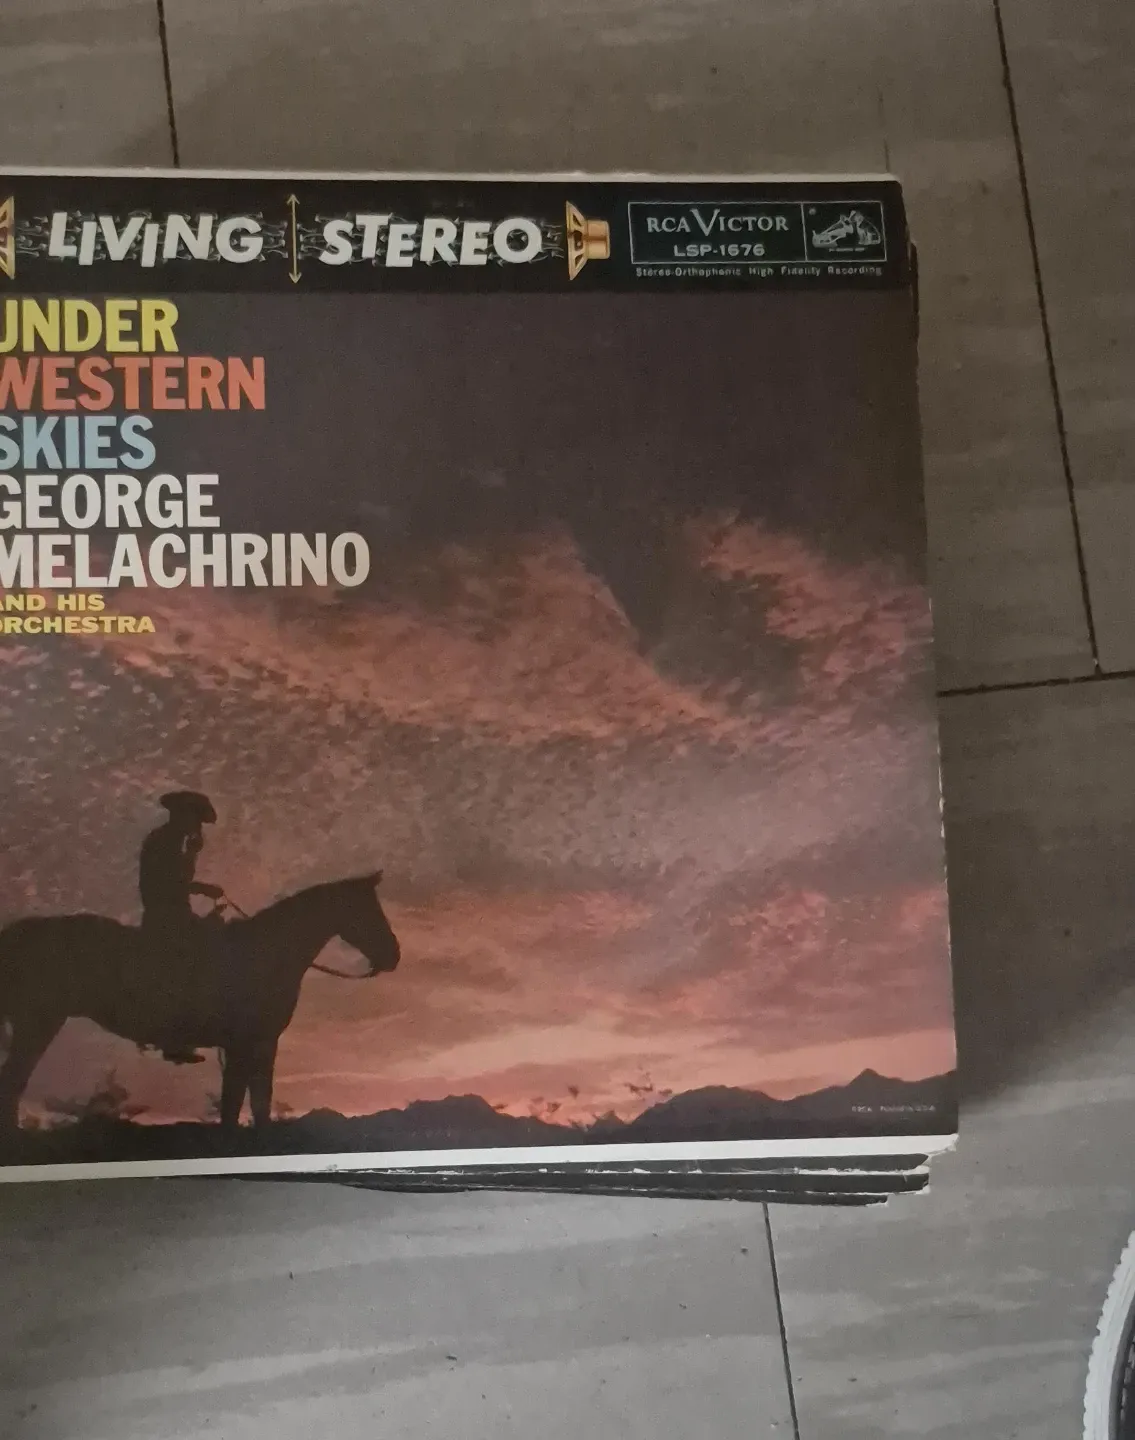 LIVING STEREO
RCA VICTOR
LSP-1676
Stereo-Orthophonic High Fidelity Recording
UNDER
WESTERN
SKIES
GEORGE
MELACHRINO
AND HIS
ORCHESTRA